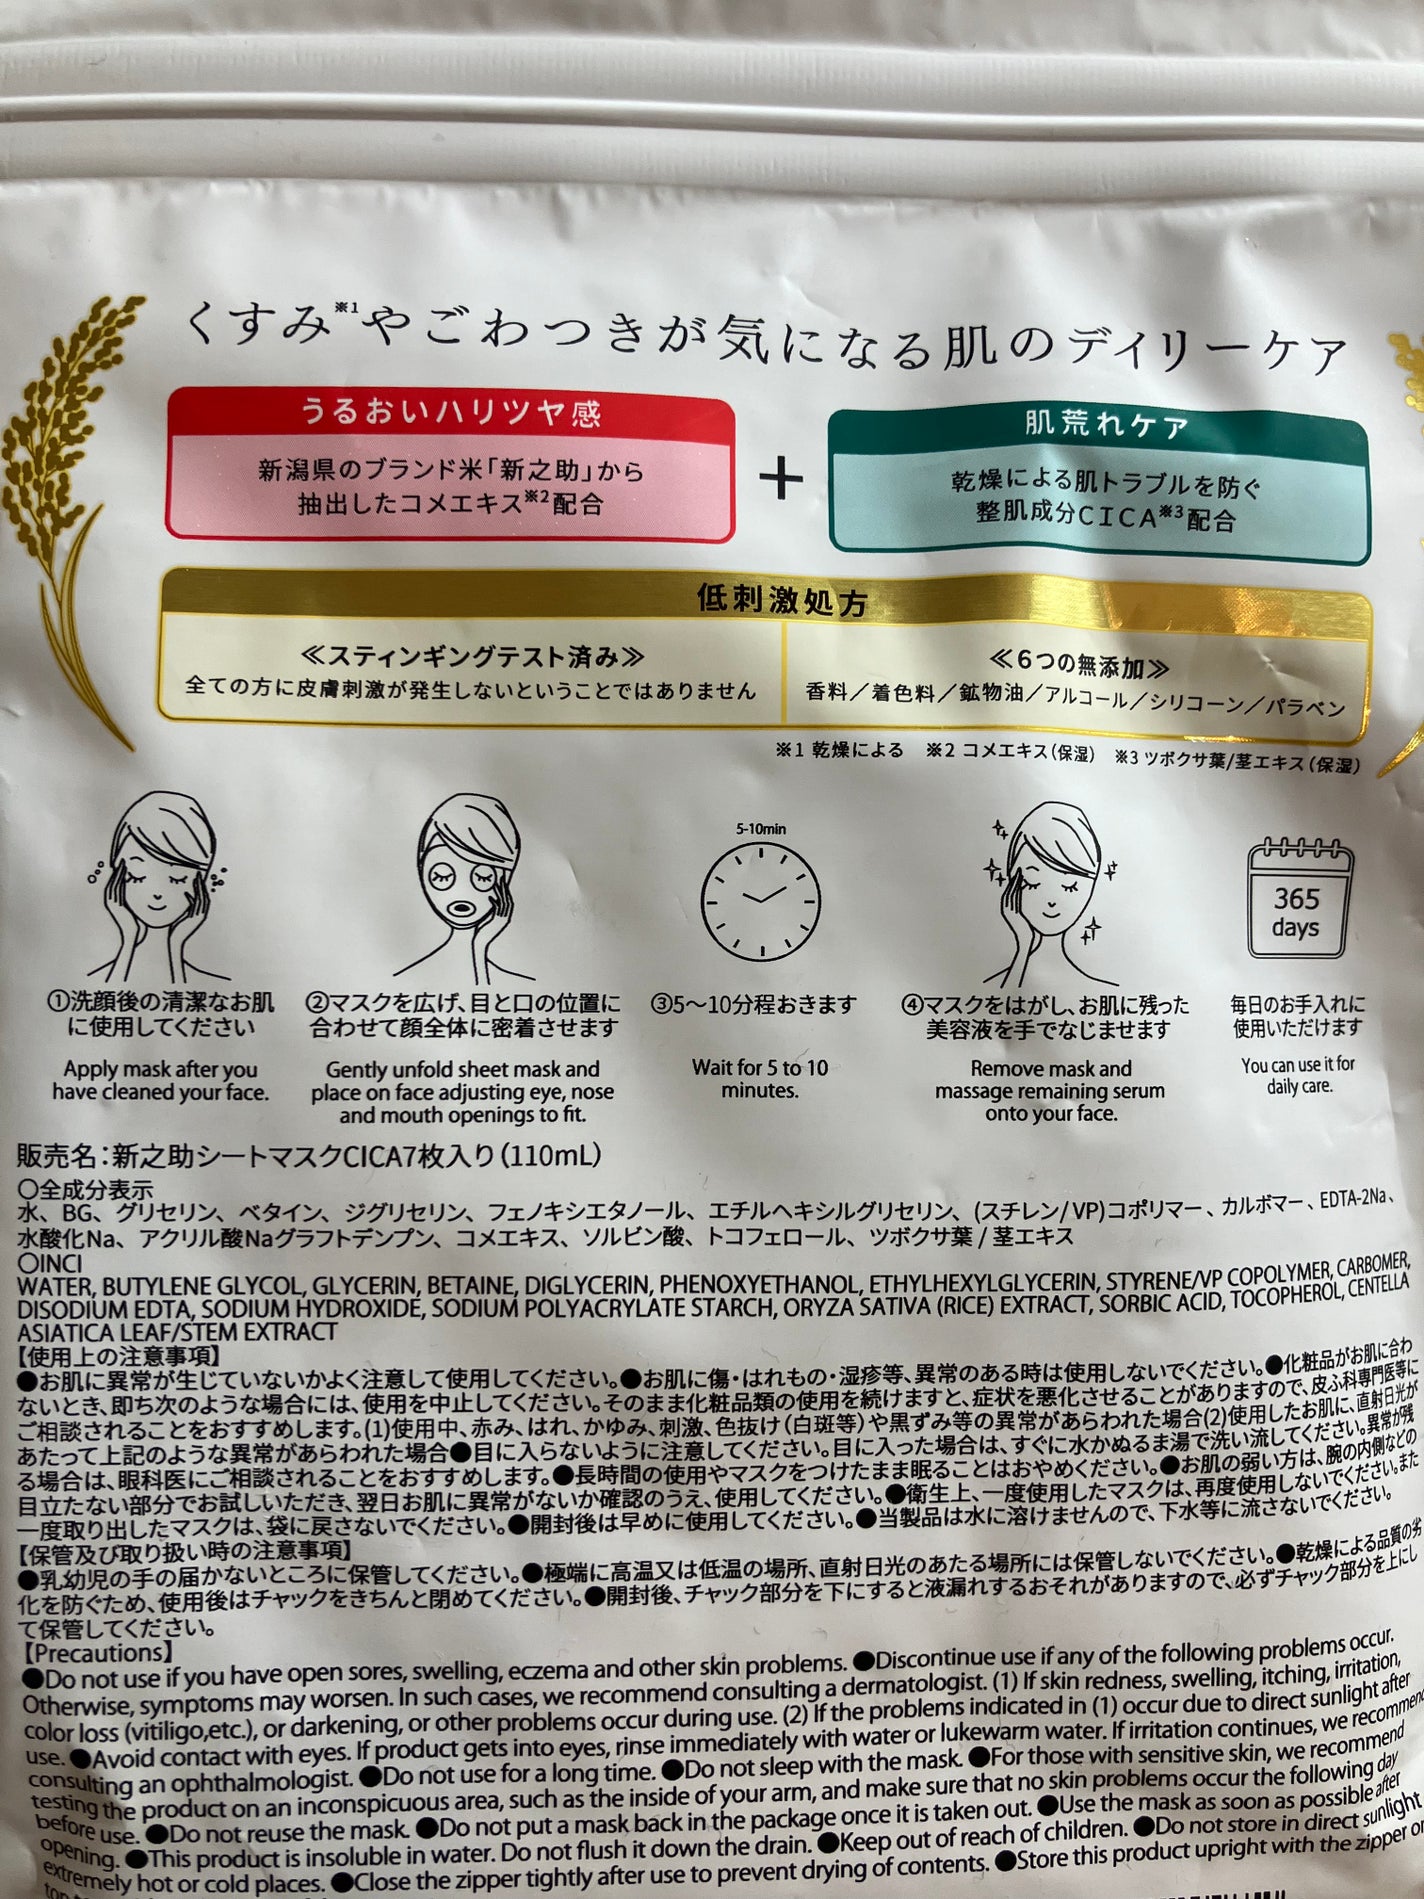 くすみ※1やごわつきが気になる肌のデイリーケア
うるおいハリツヤ感
新潟県のブランド米「新之助」から
抽出したコメエキス※2配合
+
肌荒れケア
乾燥による肌トラブルを防ぐ
整肌成分CICA※3配合
低刺激処方
≪スティンギングテスト済み≫
全ての方に皮膚刺激が発生しないということではありません
≪6つの無添加≫
香料／着色料／鉱物油／アルコール／シリコーン／パラベン
※1 乾燥による ※2 コメエキス(保湿) ※3 ツボクサ葉/茎エキス(保湿)
①洗顔後の清潔なお肌
に使用してください
Apply mask after you
have cleaned your face.
②マスクを広げ、目と口の位置に
合わせて顔全体に密着させます
Gently unfold sheet mask and
place on face adjusting eye, nose
and mouth openings to fit.
5-10min
③5〜10分程おきます
Wait for 5 to 10
minutes.
④マスクをはがし、お肌に残った
美容液を手でなじませます
Remove mask and
massage remaining serum
onto your face.
365
days
毎日のお手入れに
使用いただけます
You can use it for
daily care.
販売名：新之助シートマスクCICA7枚入り(110mL)
〇全成分表示
水、BG、グリセリン、ベタイン、ジグリセリン、フェノキシエタノール、エチルヘキシルグリセリン、(スチレン/VP)コポリマー、カルボマー、EDTA-2Na、
水酸化Na、アクリル酸Naグラフトデンプン、コメエキス、ソルビン酸、トコフェロール、ツボクサ葉/茎エキス
〇INCI
WATER, BUTYLENE GLYCOL, GLYCERIN, BETAINE, DIGLYCERIN, PHENOXYETHANOL, ETHYLHEXYLGLYCERIN, STYRENE/VP COPOLYMER, CARBOMER,
DISODIUM EDTA, SODIUM HYDROXIDE, SODIUM POLYACRYLATE STARCH, ORYZA SATIVA (RICE) EXTRACT, SORBIC ACID, TOCOPHEROL, CENTELLA
ASIATICA LEAF/STEM EXTRACT
【使用上の注意事項】
●お肌に異常が生じていないかよく注意して使用してください。●お肌に傷・はれもの・湿疹等、異常のある時は使用しないでください。●化粧品がお肌に合わ
ないとき、即ち次のような場合には、使用を中止してください。そのまま化粧品類の使用を続けますと、症状を悪化させることがありますので、皮ふ科専門医等に
ご相談されることをおすすめします。(1)使用中、赤み、はれ、かゆみ、刺激、色抜け(白斑等)や黒ずみ等の異常があらわれた場合(2)使用したお肌に、直射日光が
あたって上記のような異常があらわれた場合●目に入らないように注意してください。目に入った場合は、すぐに水かぬるま湯で洗い流してください。異常が残
る場合は、眼科医にご相談されることをおすすめします。●長時間の使用やマスクをつけたまま眠ることはおやめください。●お肌の弱い方は、腕の内側などの
目立たない部分でお試しいただき、翌日お肌に異常がないか確認のうえ、使用してください。●衛生上、一度使用したマスクは、再度使用しないでください。また
一度取り出したマスクは、袋に戻さないでください。●開封後は早めに使用してください。●当製品は水に溶けませんので、下水等に流さないでください。
【保管及び取り扱い時の注意事項】
●乳幼児の手の届かないところに保管してください。●極端に高温又は低温の場所、直射日光のあたる場所には保管しないでください。●乾燥による品質の劣
化を防ぐため、使用後はチャックをきちんと閉めてください。●開封後、チャック部分を下にすると液漏れするおそれがありますので、必ずチャック部分を上にし
て保管してください。
【Precautions】
●Do not use if you have open sores, swelling, eczema and other skin problems. ●Discontinue use if any of the following problems occur.
Otherwise, symptoms may worsen. In such cases, we recommend consulting a dermatologist. (1) If skin redness, swelling, itching, irritation,
color loss (vitiligo,etc.), or darkening, or other problems occur during use. (2) If the problems indicated in (1) occur due to direct sunlight after
use. ●Avoid contact with eyes. If product gets into eyes, rinse immediately with water or lukewarm water. If irritation continues, we recommend
consulting an ophthalmologist. ●Do not use for a long time. ●Do not sleep with the mask. ●For those with sensitive skin, we recommend
testing the product on an inconspicuous area, such as the inside of your arm, and make sure that no skin problems occur the following day
before use. ●Do not reuse the mask. ●Do not put a mask back in the package once it is taken out. ●Use the mask as soon as possible after
opening. ●This product is insoluble in water. Do not flush it down the drain. ●Keep out of reach of children. ●Do not store in direct sunlight
extremely hot or cold places. ●Close the zipper tightly after use to prevent drying of contents. ●Store this product upright with the zipper on